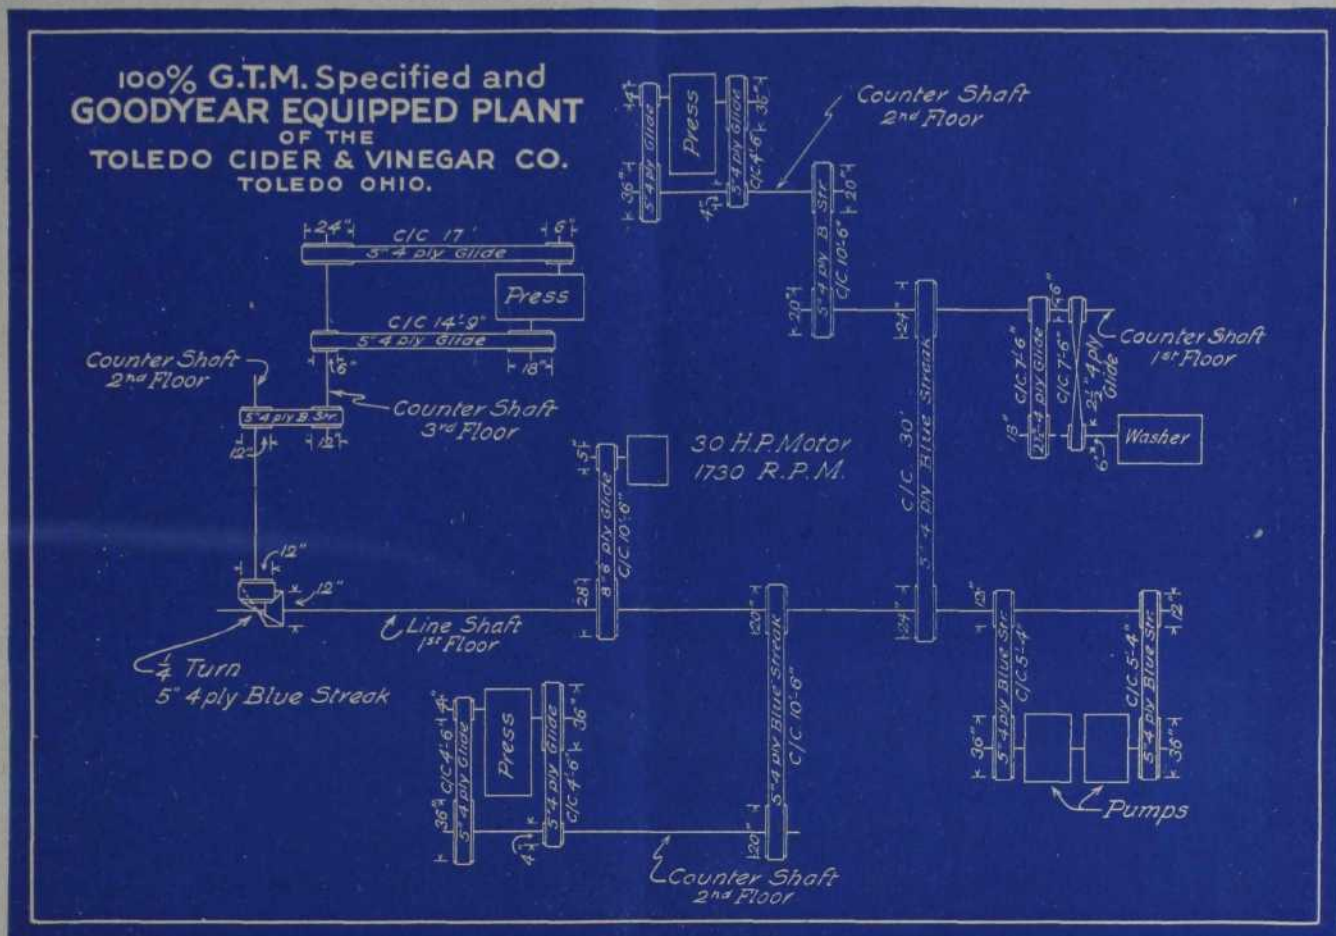 100% G.T.M. Specified and
GOODYEAR EQUIPPED PLANT
OF THE
TOLEDO CIDER & VINEGAR CO.
TOLEDO OHIO.
24"
C/C 17'
5" 4 ply Glide
6"
Press
C/C 14'-9"
5" 4 ply Glide
6"
18"
Counter Shaft
2nd Floor
5" 4 ply B Str.
12"
12"
Counter Shaft
3rd Floor
12"
12"
1/4 Turn
5" 4 ply Blue Streak
Line Shaft
1st Floor
5"
30 H.P. Motor
1730 R.P.M.
8" 6 ply Glide
C/C 10'-6"
28"
4"
5" 4 ply Glide
36"
Press
5" 4 ply Glide
C/C 4'-6"
36"
4"
Counter Shaft
2nd Floor
20"
5" 4 ply B Str
C/C 10'-6"
20"
24"
C/C 30'
5" 4 ply Blue Streak
24"
C/C 7'-6"
4 ply Glide
6"
C/C 7'-6"
2½" 4 ply
Glide
Counter Shaft
1st Floor
6"
Washer
4"
C/C 4'-6"
5" 4 ply Glide
36"
Press
5" 4 ply Glide
36"
C/C 4'-6"
4"
20"
5" 4 ply Blue Streak
C/C 10'-6"
20"
Counter Shaft
2nd Floor
5" 4 ply Blue Str.
C/C 5'-4"
36"
12"
C/C 5'-4"
5" 4 ply Blue Str.
36"
Pumps